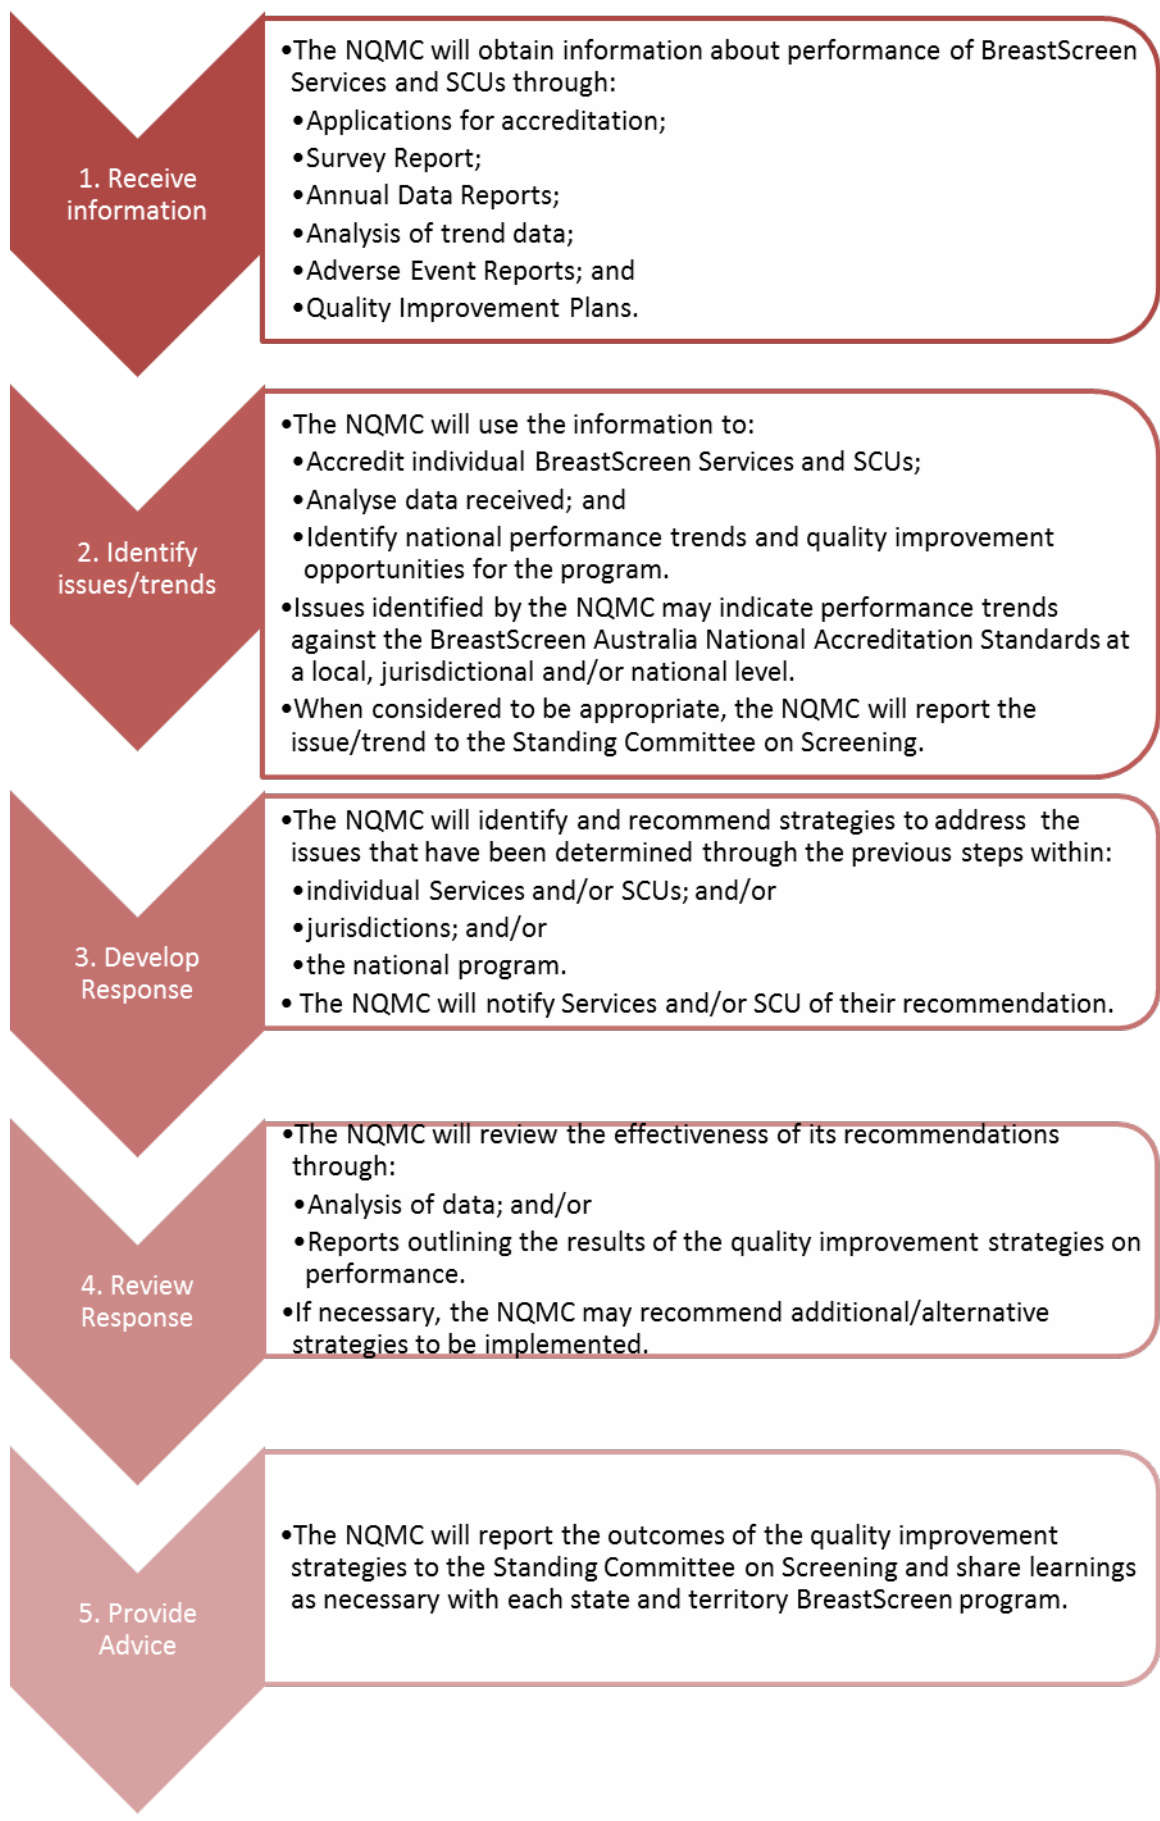 1. Receive
information
•The NQMC will obtain information about performance of BreastScreen
Services and SCUs through:
•Applications for accreditation;
•Survey Report;
•Annual Data Reports;
•Analysis of trend data;
•Adverse Event Reports; and
•Quality Improvement Plans.
2. Identify
issues/trends
•The NQMC will use the information to:
•Accredit individual BreastScreen Services and SCUs;
•Analyse data received; and
•Identify national performance trends and quality improvement
opportunities for the program.
•Issues identified by the NQMC may indicate performance trends
against the BreastScreen Australia National Accreditation Standards at
a local, jurisdictional and/or national level.
•When considered to be appropriate, the NQMC will report the
issue/trend to the Standing Committee on Screening.
3. Develop
Response
•The NQMC will identify and recommend strategies to address the
issues that have been determined through the previous steps within:
•individual Services and/or SCUs; and/or
•jurisdictions; and/or
•the national program.
• The NQMC will notify Services and/or SCU of their recommendation.
4. Review
Response
•The NQMC will review the effectiveness of its recommendations
through:
•Analysis of data; and/or
•Reports outlining the results of the quality improvement strategies on
performance.
•If necessary, the NQMC may recommend additional/alternative
strategies to be implemented.
5. Provide
Advice
•The NQMC will report the outcomes of the quality improvement
strategies to the Standing Committee on Screening and share learnings
as necessary with each state and territory BreastScreen program.